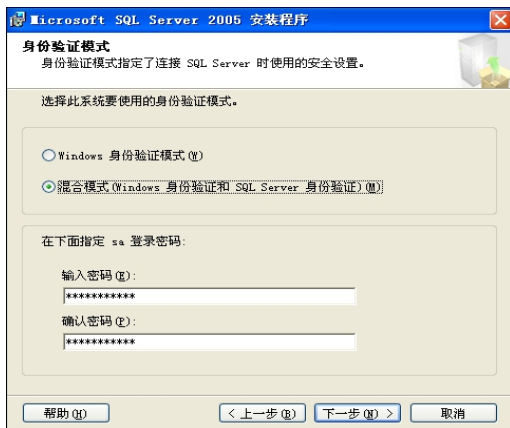 Microsoft SQL Server 2005 安装程序
身份验证模式
身份验证模式指定了连接 SQL Server 时使用的安全设置。
选择此系统要使用的身份验证模式。
Windows 身份验证模式(W)
混合模式(Windows 身份验证和 SQL Server 身份验证)(M)
在下面指定 sa 登录密码:
输入密码(E):
***********
确认密码(P):
***********
帮助(H)
< 上一步(B)
下一步(N) >
取消